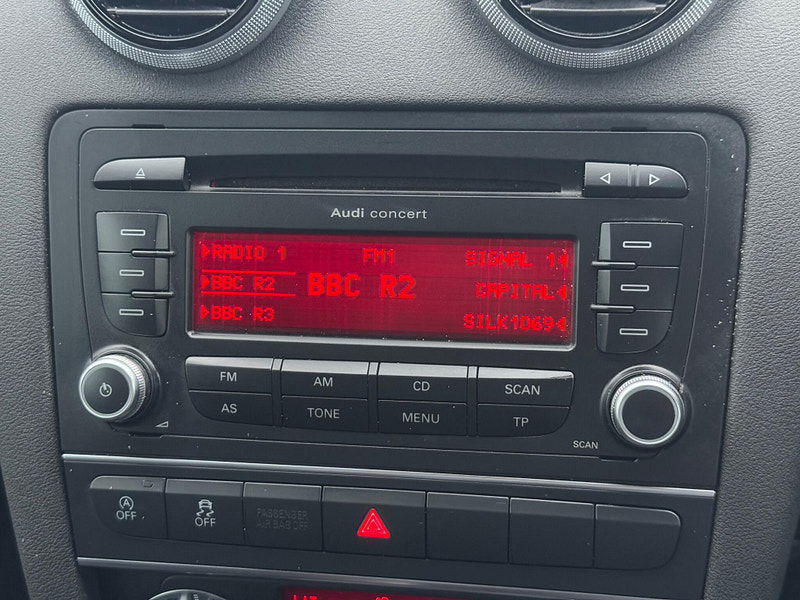 Audi concert
RADIO 1 FM1 SIGNAL 1
BBC R2 BBC R2 CAPITAL
BBC R3 SILK1069
FM AM CD SCAN
AS TONE MENU TP
SCAN
A
OFF OFF
PASSENGER
AIR BAG OFF